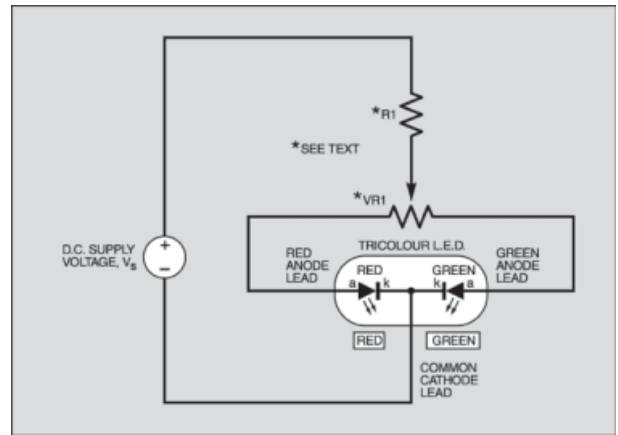 *R1
*SEE TEXT
*VR1
D.C. SUPPLY
VOLTAGE, Vs
+
−
RED
ANODE
LEAD
TRICOLOUR L.E.D.
GREEN
ANODE
LEAD
RED
GREEN
a
k
k
a
RED
GREEN
COMMON
CATHODE
LEAD